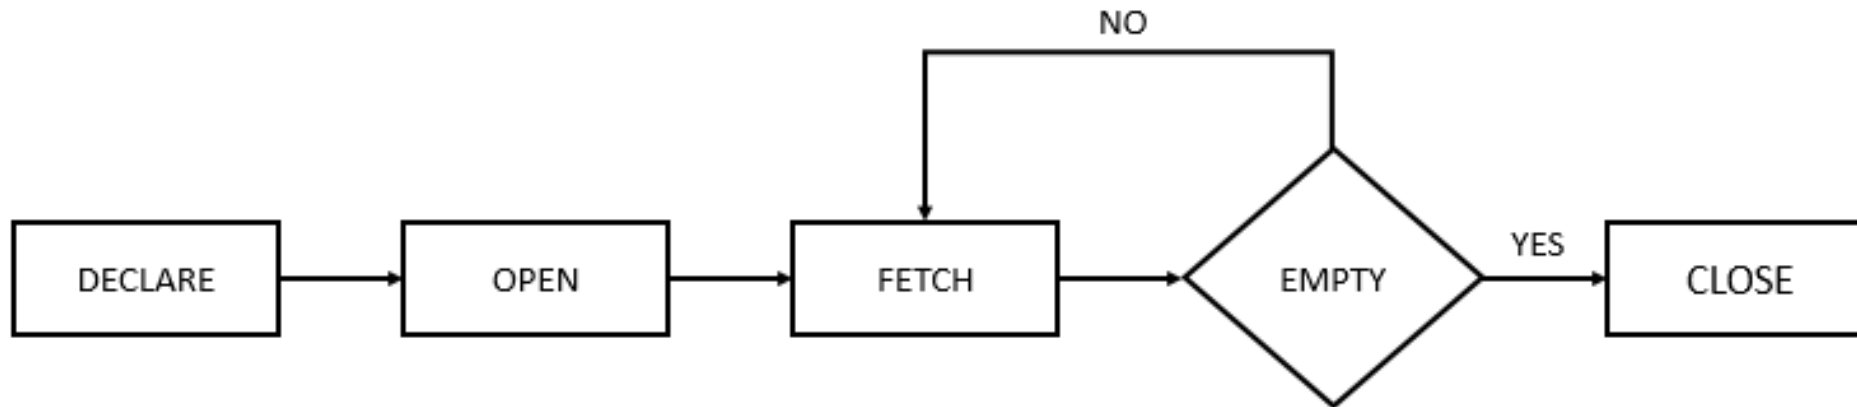 NO
DECLARE
OPEN
FETCH
EMPTY
YES
CLOSE